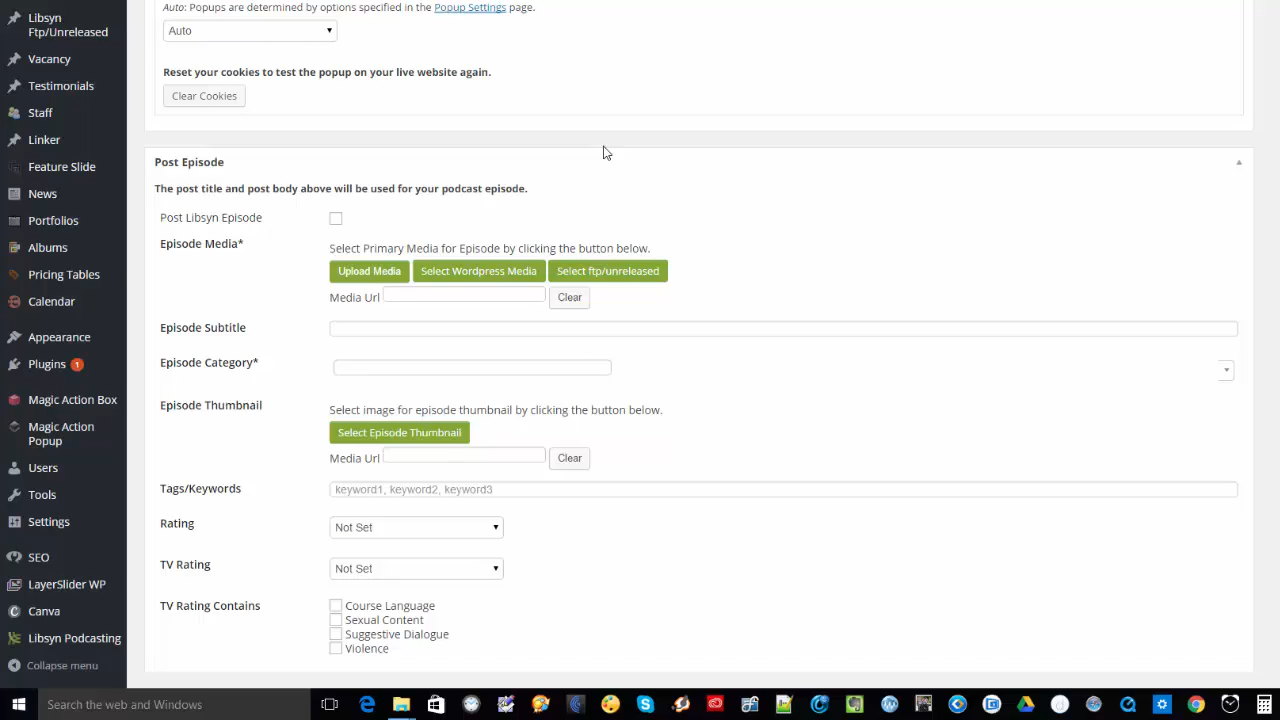 Libsyn
Ftp/Unreleased
Vacancy
Testimonials
Staff
Linker
Feature Slide
News
Portfolios
Albums
Pricing Tables
Calendar
Appearance
Plugins 1
Magic Action Box
Magic Action
Popup
Users
Tools
Settings
SEO
LayerSlider WP
Canva
Libsyn Podcasting
Collapse menu
Auto: Popups are determined by options specified in the Popup Settings page.
Auto
Reset your cookies to test the popup on your live website again.
Clear Cookies
Post Episode
The post title and post body above will be used for your podcast episode.
Post Libsyn Episode
Episode Media*
Select Primary Media for Episode by clicking the button below.
Upload Media Select Wordpress Media Select ftp/unreleased
Media Url Clear
Episode Subtitle
Episode Category*
Episode Thumbnail
Select image for episode thumbnail by clicking the button below.
Select Episode Thumbnail
Media Url Clear
Tags/Keywords keyword1, keyword2, keyword3
Rating Not Set
TV Rating Not Set
TV Rating Contains
Course Language
Sexual Content
Suggestive Dialogue
Violence
Search the web and Windows